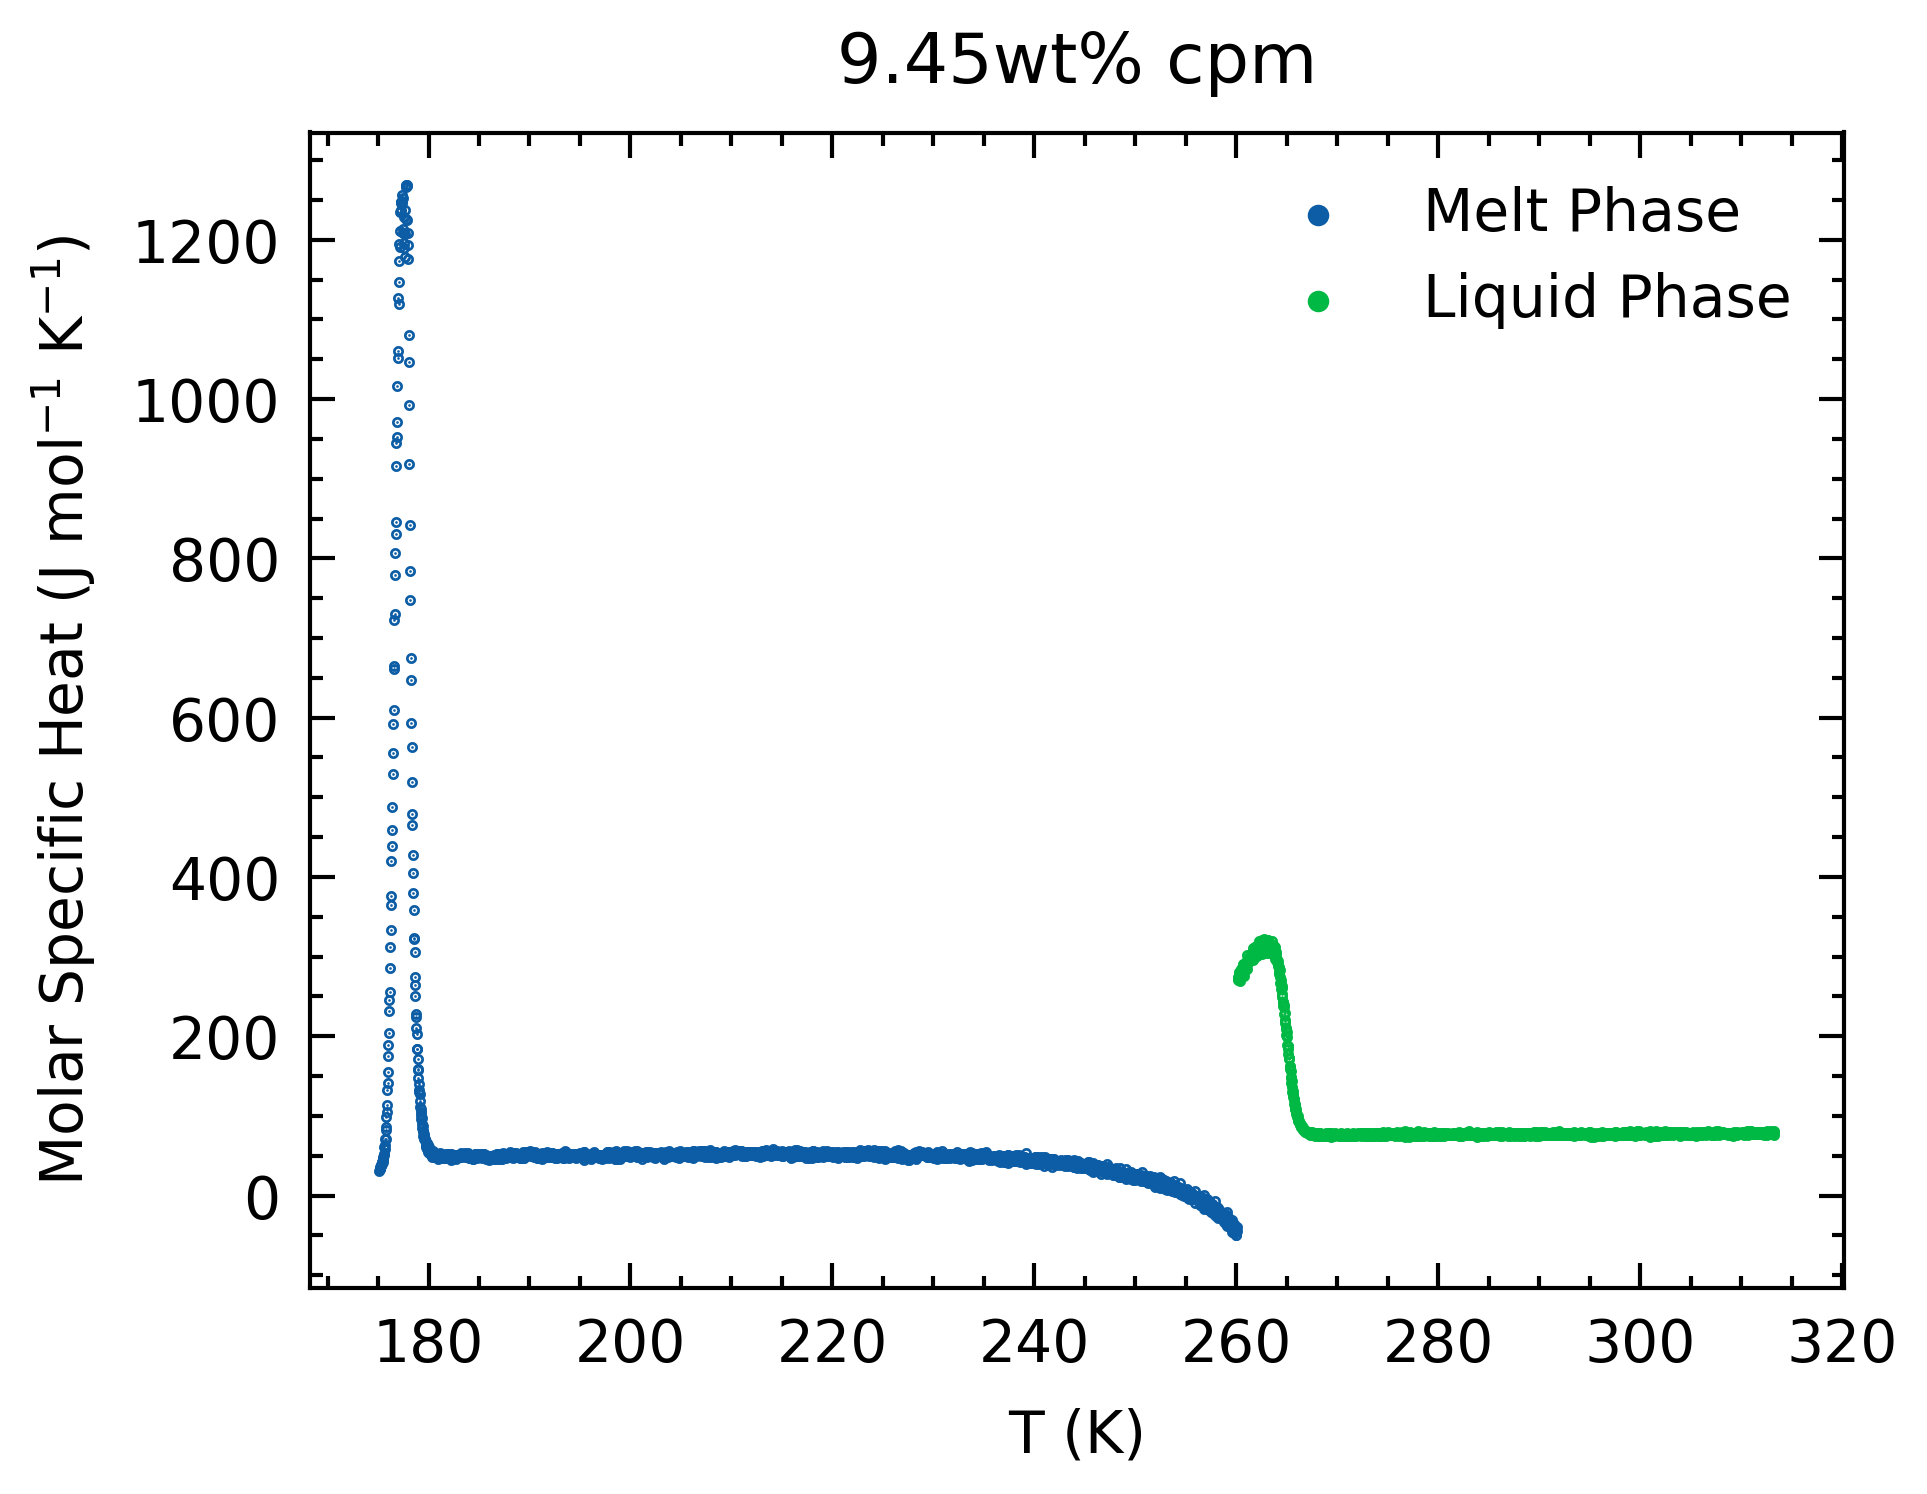 9.45wt% cpm
Molar Specific Heat (J mol⁻¹ K⁻¹)
1200
1000
800
600
400
200
0
Melt Phase
Liquid Phase
180 200 220 240 260 280 300 320
T (K)